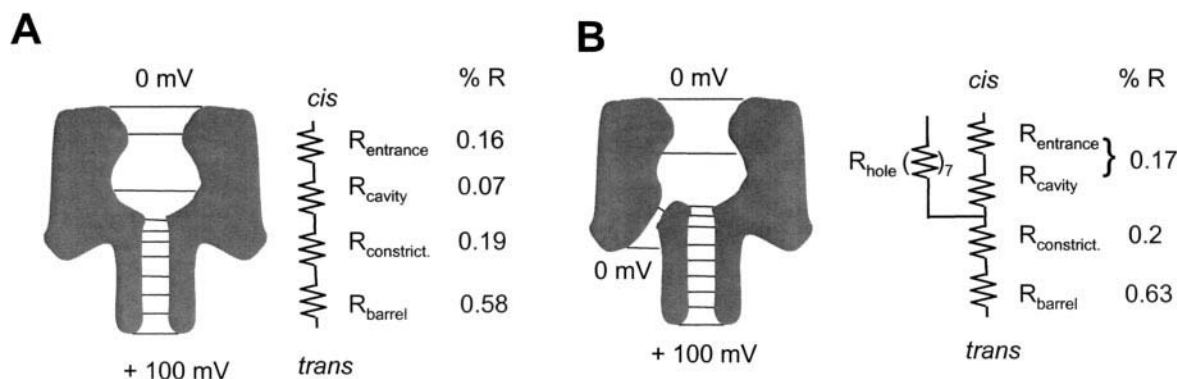 A
B
0 mV
% R
cis
R entrance 0.16
R cavity 0.07
R constrict. 0.19
R barrel 0.58
+ 100 mV
trans
0 mV
% R
cis
R hole ( )7
R entrance
R cavity
} 0.17
0 mV
R constrict. 0.2
R barrel 0.63
+ 100 mV
trans